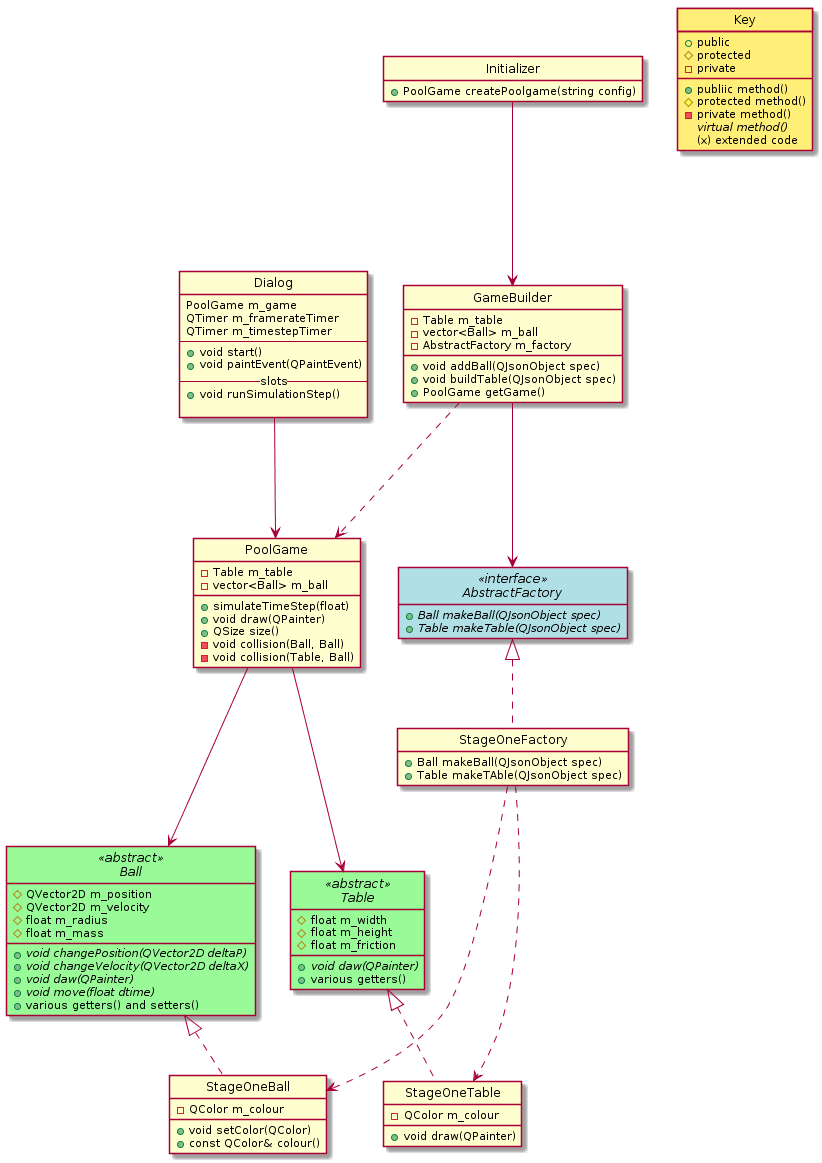 Key
public
protected
private
publiic method()
protected method()
private method()
virtual method()
(x) extended code
Initializer
PoolGame createPoolgame(string config)
Dialog
PoolGame m_game
QTimer m_framerateTimer
QTimer m_timestepTimer
void start()
void paintEvent(QPaintEvent)
slots
void runSimulationStep()
GameBuilder
Table m_table
vector<Ball> m_ball
AbstractFactory m_factory
void addBall(QJsonObject spec)
void buildTable(QJsonObject spec)
PoolGame getGame()
PoolGame
Table m_table
vector<Ball> m_ball
simulateTimeStep(float)
void draw(QPainter)
QSize size()
void collision(Ball, Ball)
void collision(Table, Ball)
«interface»
AbstractFactory
Ball makeBall(QJsonObject spec)
Table makeTable(QJsonObject spec)
StageOneFactory
Ball makeBall(QJsonObject spec)
Table makeTAble(QJsonObject spec)
«abstract»
Ball
QVector2D m_position
QVector2D m_velocity
float m_radius
float m_mass
void changePosition(QVector2D deltaP)
void changeVelocity(QVector2D deltaX)
void daw(QPainter)
void move(float dtime)
various getters() and setters()
«abstract»
Table
float m_width
float m_height
float m_friction
void daw(QPainter)
various getters()
StageOneBall
QColor m_colour
void setColor(QColor)
const QColor& colour()
StageOneTable
QColor m_colour
void draw(QPainter)